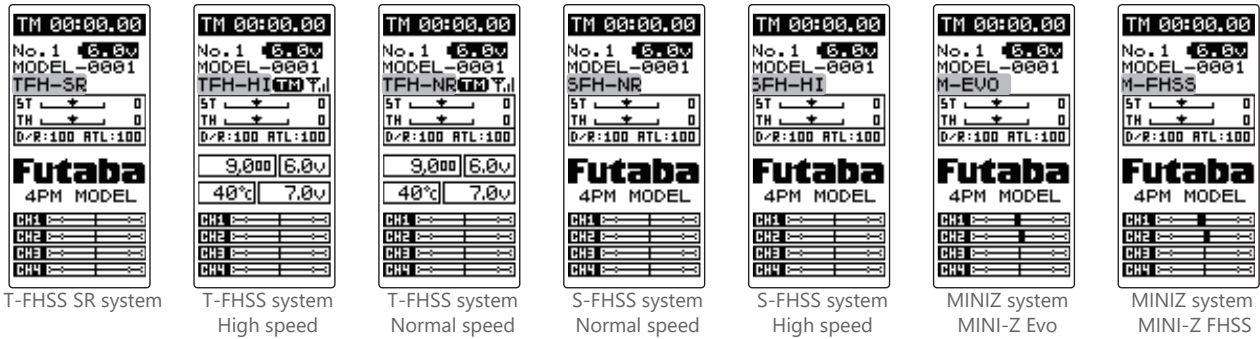 TM 00:00.00
No.1 6.0v
MODEL-0001
TFH-SR
ST 0
TH 0
D/R:100 ATL:100
Futaba
4PM MODEL
CH1
CH2
CH3
CH4
T-FHSS SR system
TM 00:00.00
No.1 6.0v
MODEL-0001
TFH-HI TM
ST 0
TH 0
D/R:100 ATL:100
9,000 6.0v
40℃ 7.0v
CH1
CH2
CH3
CH4
T-FHSS system
High speed
TM 00:00.00
No.1 6.0v
MODEL-0001
TFH-NR TM
ST 0
TH 0
D/R:100 ATL:100
9,000 6.0v
40℃ 7.0v
CH1
CH2
CH3
CH4
T-FHSS system
Normal speed
TM 00:00.00
No.1 6.0v
MODEL-0001
SFH-NR
ST 0
TH 0
D/R:100 ATL:100
Futaba
4PM MODEL
CH1
CH2
CH3
CH4
S-FHSS system
Normal speed
TM 00:00.00
No.1 6.0v
MODEL-0001
SFH-HI
ST 0
TH 0
D/R:100 ATL:100
Futaba
4PM MODEL
CH1
CH2
CH3
CH4
S-FHSS system
High speed
TM 00:00.00
No.1 6.0v
MODEL-0001
M-EVO
ST 0
TH 0
D/R:100 ATL:100
Futaba
4PM MODEL
CH1
CH2
CH3
CH4
MINIZ system
MINI-Z Evo
TM 00:00.00
No.1 6.0v
MODEL-0001
M-FHSS
ST 0
TH 0
D/R:100 ATL:100
Futaba
4PM MODEL
CH1
CH2
CH3
CH4
MINIZ system
MINI-Z FHSS